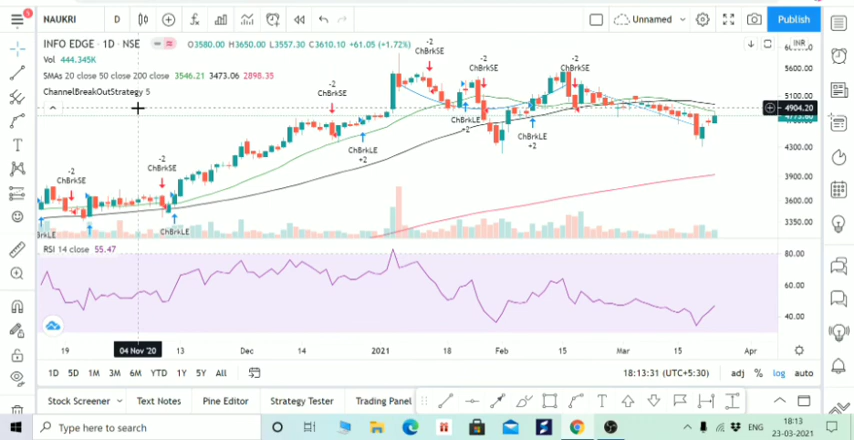 NAUKRI D Unnamed Publish
INFO EDGE · 1D · NSE O3580.00 H3650.00 L3557.30 C3610.10 +61.05 (+1.72%) INR
Vol 444.345K
SMAs 20 close 50 close 200 close 3546.21 3473.06 2898.35
ChannelBreakOutStrategy 5
-2
ChBrkSE
-2
ChBrkSE
-2
ChBrkSE
-2
ChBrkSE
-2
ChBrkSE
-2
ChBrkSE
ChBrkLE
ChBrkLE
+2
ChBrkLE
+2
ChBrkLE
+2
5600.00
5200.00
4904.20
4300.00
3900.00
3600.00
3350.00
RSI 14 close 55.47
80.00
60.00
40.00
19 04 Nov '20 13 Dec 14 2021 18 Feb 15 Mar 15 Apr
1D 5D 1M 3M 6M YTD 1Y 5Y All 18:13:31 (UTC+5:30) adj % log auto
Stock Screener Text Notes Pine Editor Strategy Tester Trading Panel
Type here to search ENG 18:13
23-03-2021